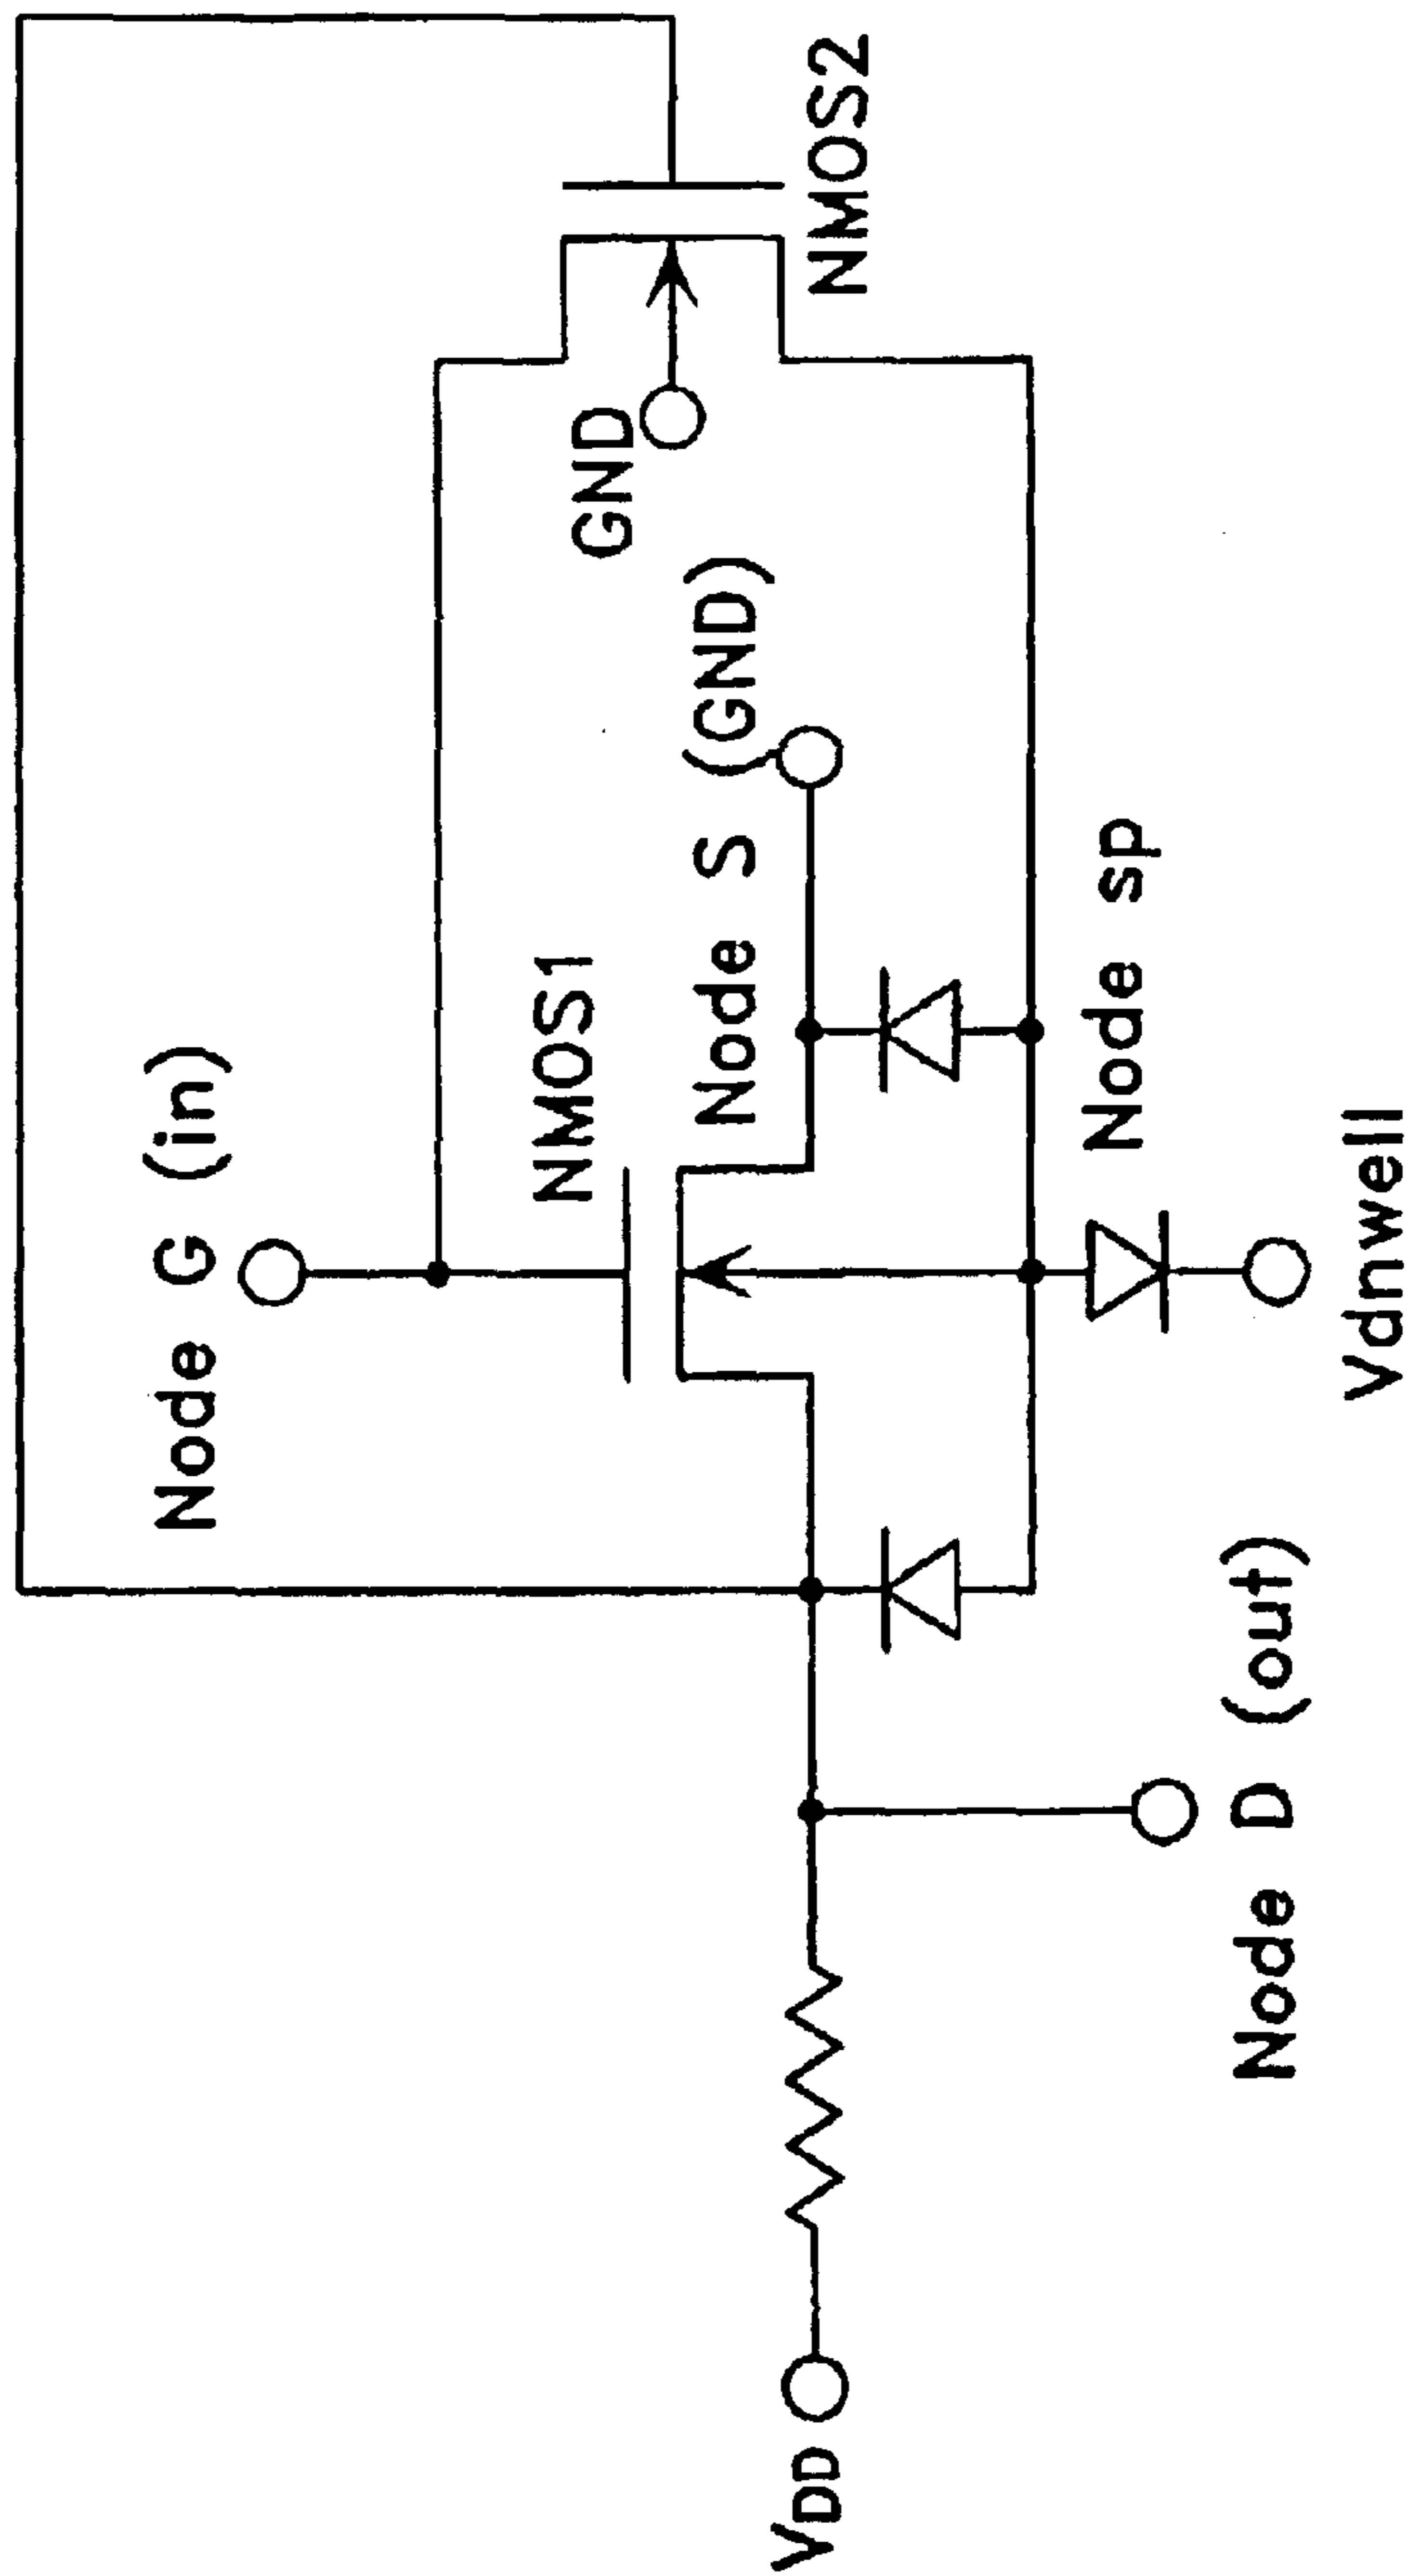 Node G (in)
NMOS1
Node S (GND)
GND
NMOS2
Node sp
Vdnwell
Node D (out)
VDD